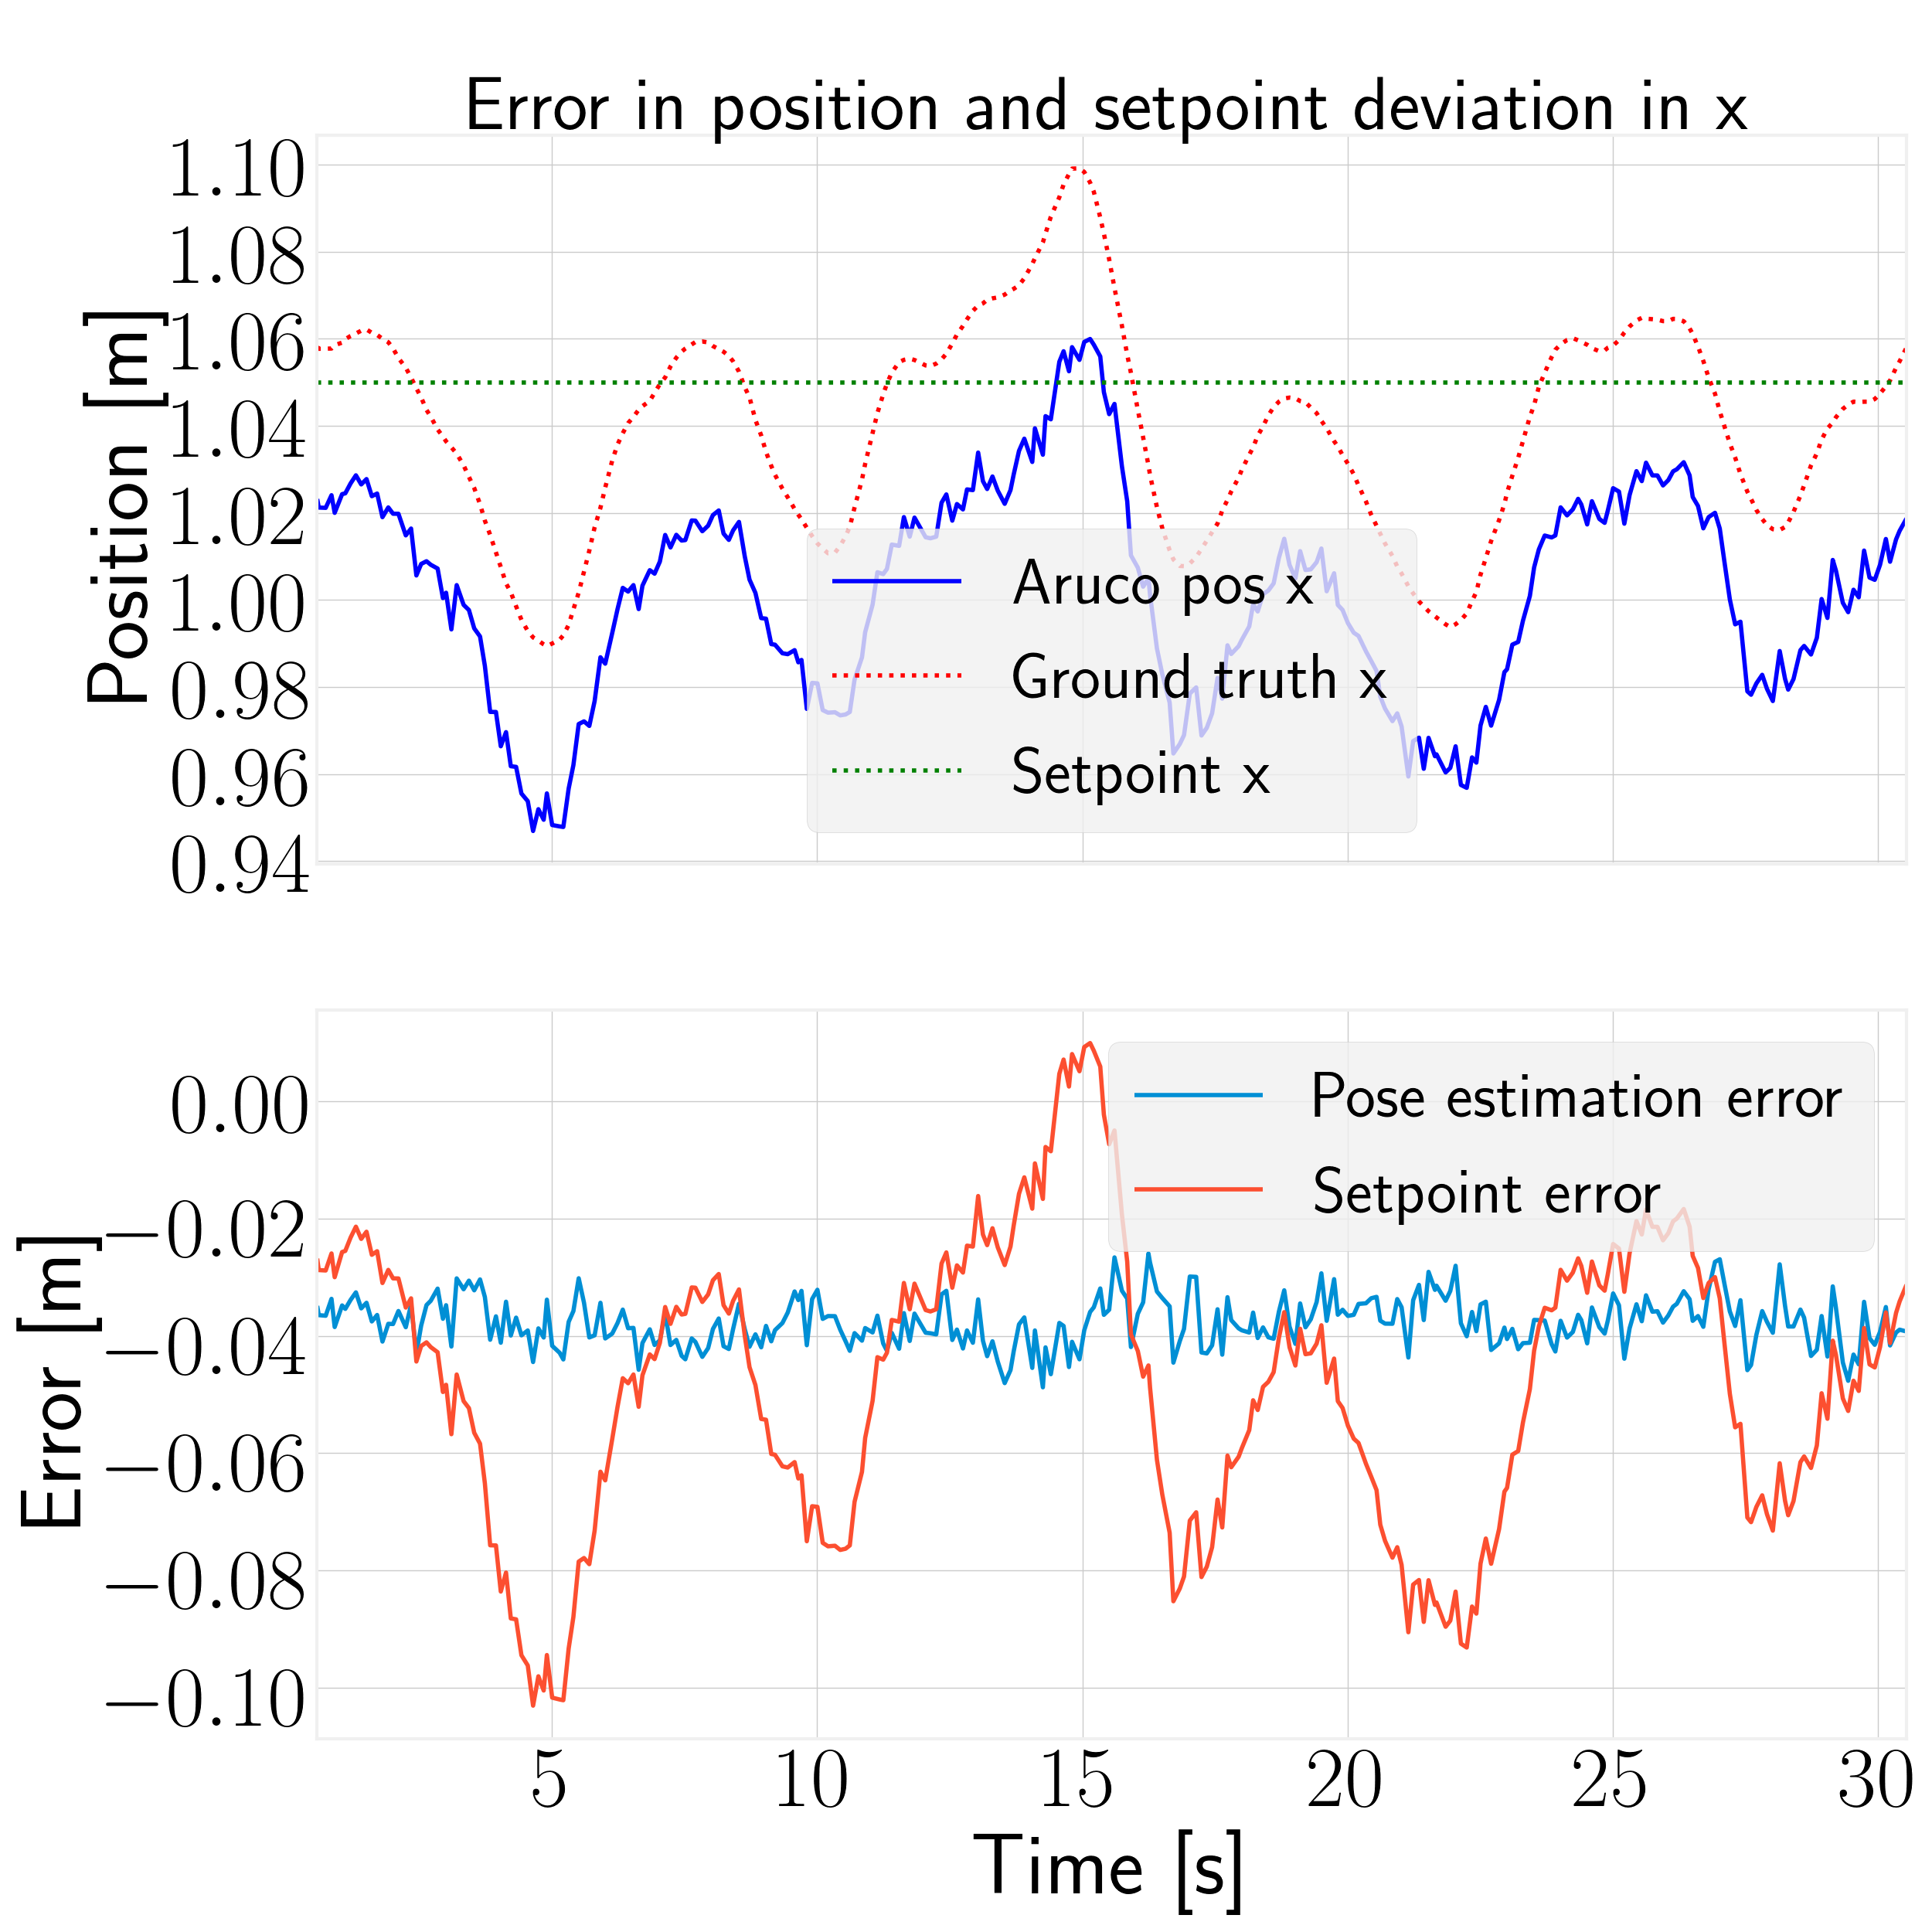 Error in position and setpoint deviation in x
Position [m]
1.10
1.08
1.06
1.04
1.02
1.00
0.98
0.96
0.94
Aruco pos x
Ground truth x
Setpoint x
Error [m]
0.00
−0.02
−0.04
−0.06
−0.08
−0.10
Pose estimation error
Setpoint error
5 10 15 20 25 30
Time [s]